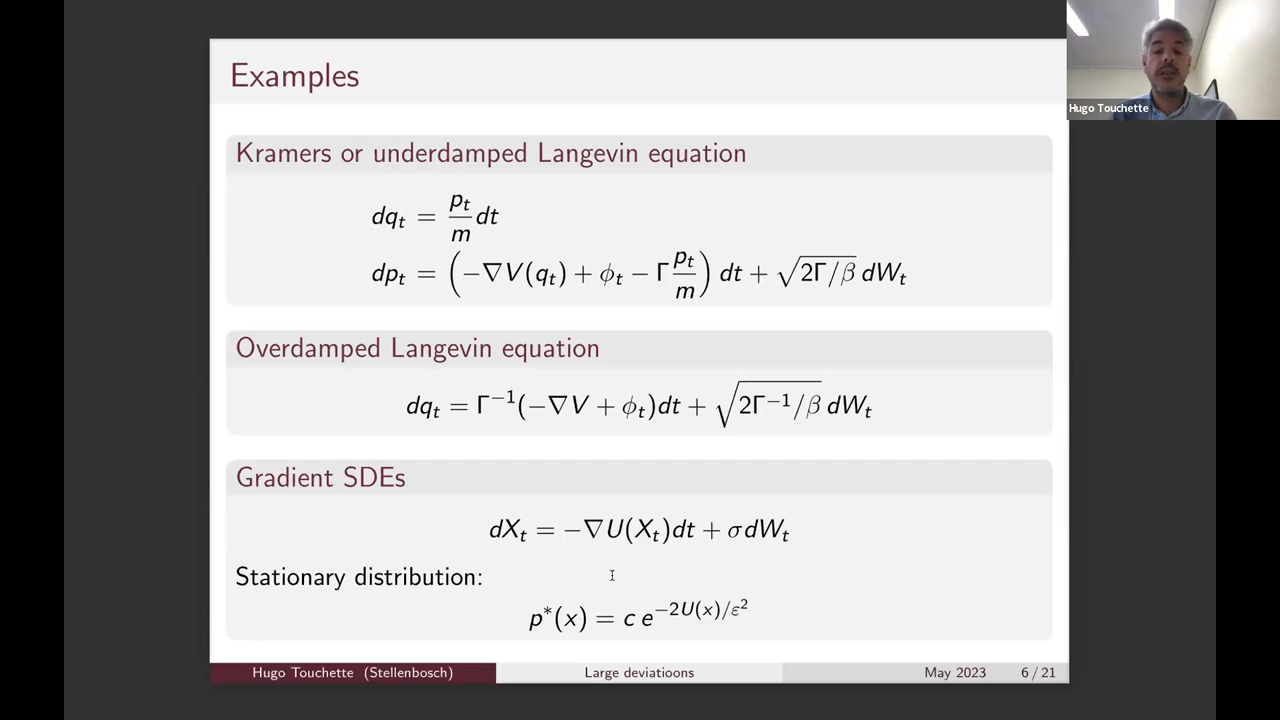 Examples
Hugo Touchette
Kramers or underdamped Langevin equation
dq_t = \frac{p_t}{m} dt
dp_t = \left( -\nabla V(q_t) + \phi_t - \Gamma \frac{p_t}{m} \right) dt + \sqrt{2\Gamma/\beta} \, dW_t
Overdamped Langevin equation
dq_t = \Gamma^{-1}(-\nabla V + \phi_t)dt + \sqrt{2\Gamma^{-1}/\beta} \, dW_t
Gradient SDEs
dX_t = -\nabla U(X_t)dt + \sigma dW_t
Stationary distribution:
p^*(x) = c \, e^{-2U(x)/\varepsilon^2}
Hugo Touchette (Stellenbosch) Large deviatioons May 2023 6 / 21